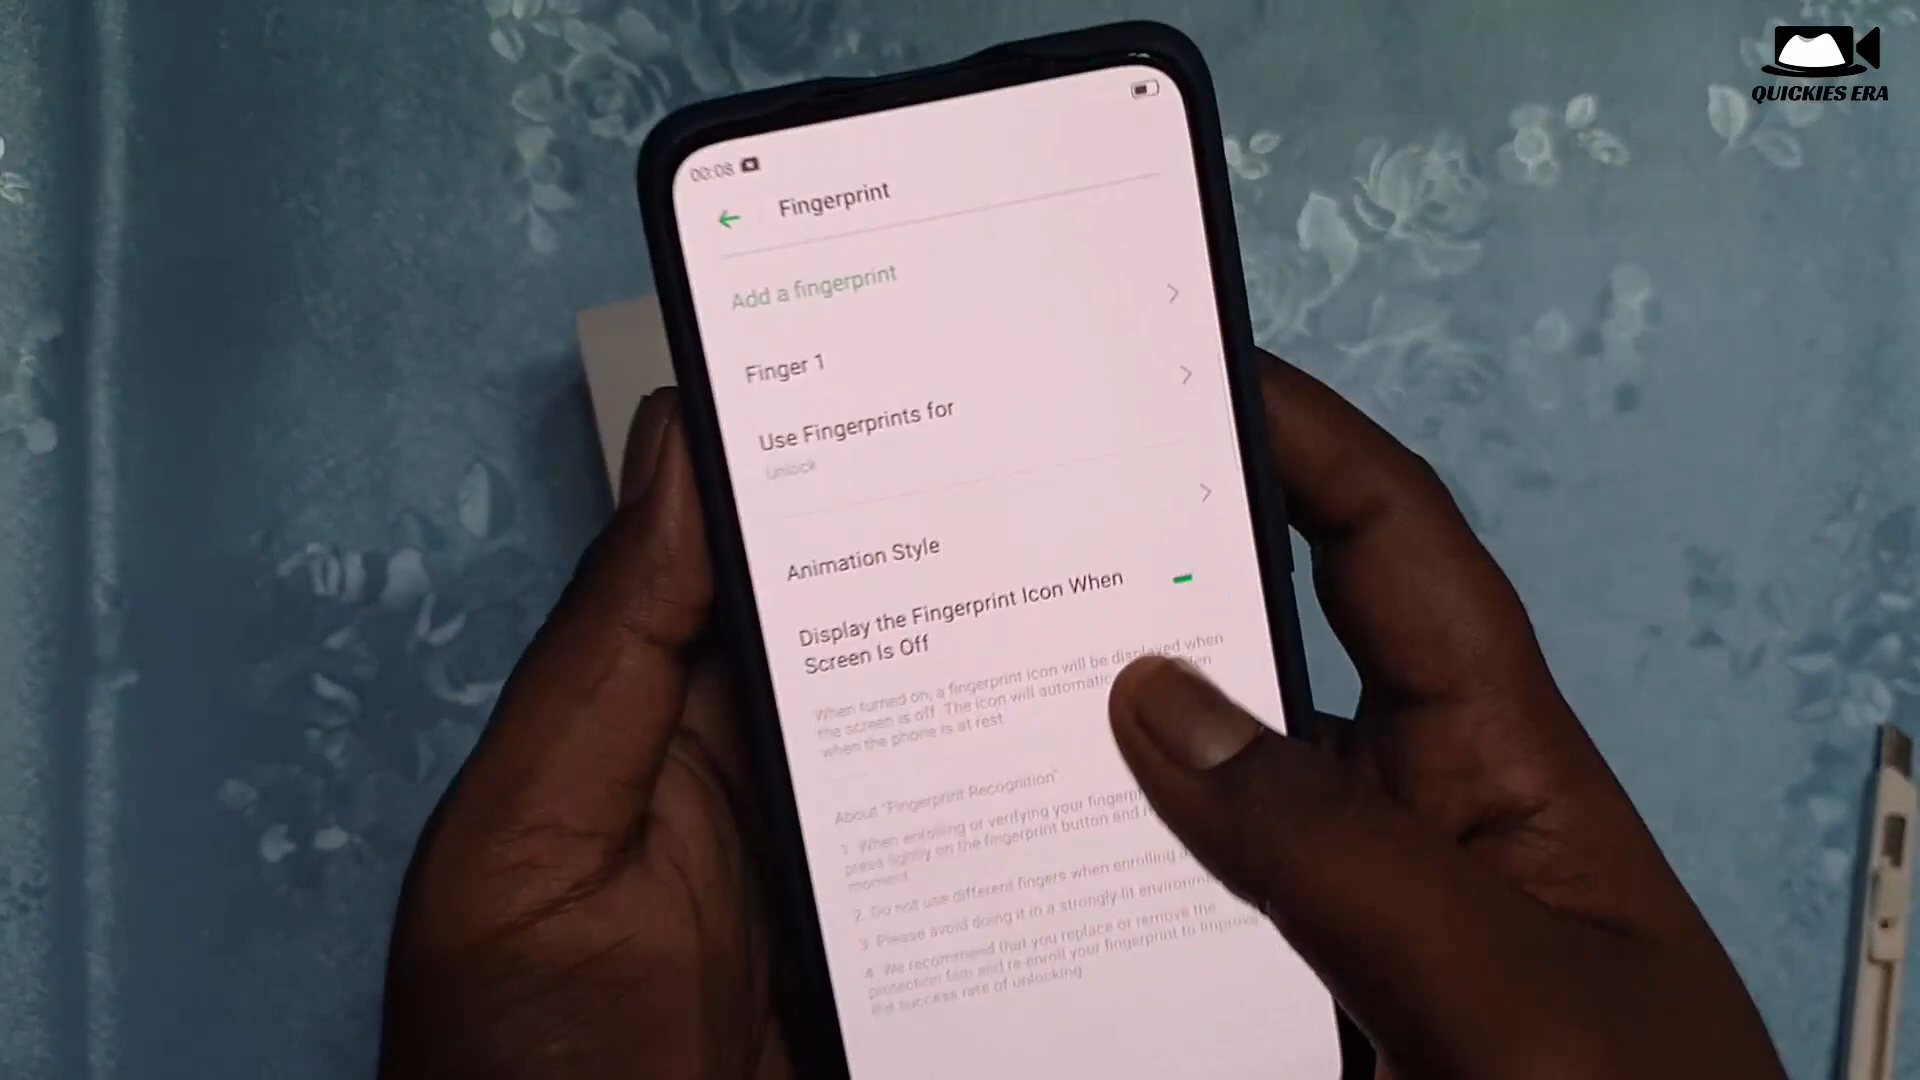 QUICKIES ERA
00:08
Fingerprint
Add a fingerprint
Finger 1
Use Fingerprints for
Unlock
Animation Style
Display the Fingerprint Icon When
Screen Is Off
When turned on, a fingerprint icon will be displayed when
the screen is off. The icon will automatic
when the phone is at rest.
About "Fingerprint Recognition"
1. When enrolling or verifying your fingerpr
press lightly on the fingerprint button and
moment.
2. Do not use different fingers when enrolling
3. Please avoid doing it in a strongly-lit environm
4. We recommend that you replace or remove the
protection film and re enroll your fingerprint to improve
the success rate of unlocking